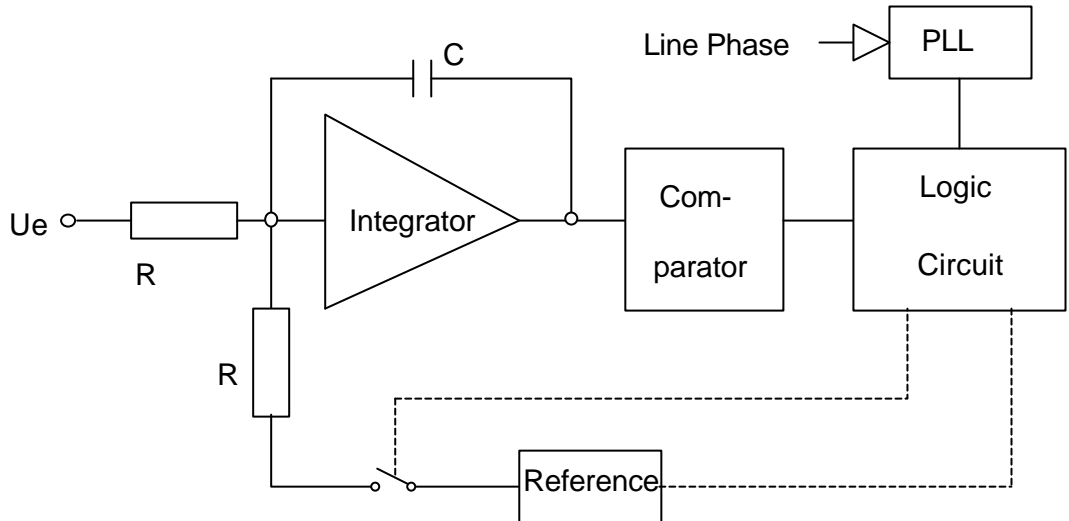 Line Phase
PLL
C
Ue
R
Integrator
Com-
parator
Logic
Circuit
R
Reference